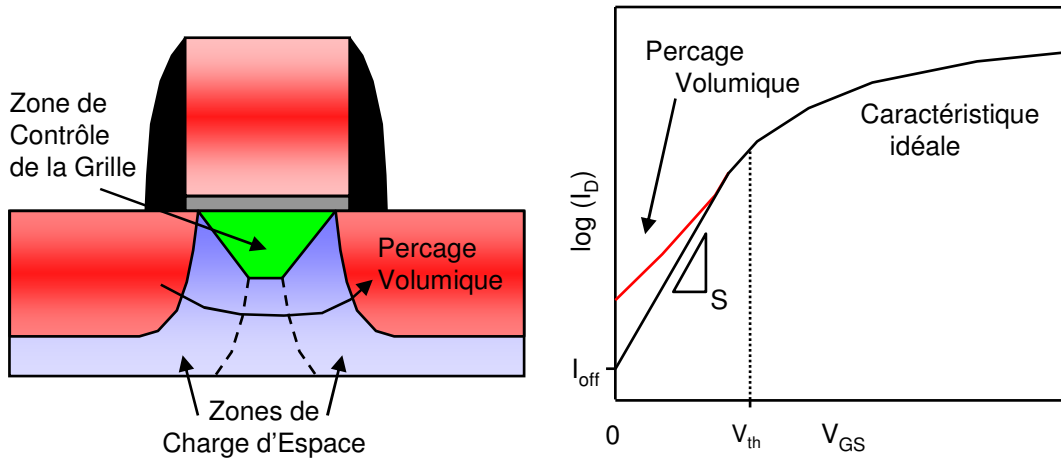 Zone de
Contrôle
de la Grille
Percage
Volumique
Zones de
Charge d'Espace
Percage
Volumique
Caractéristique
idéale
log (I_D)
S
I_off
0
V_th
V_GS